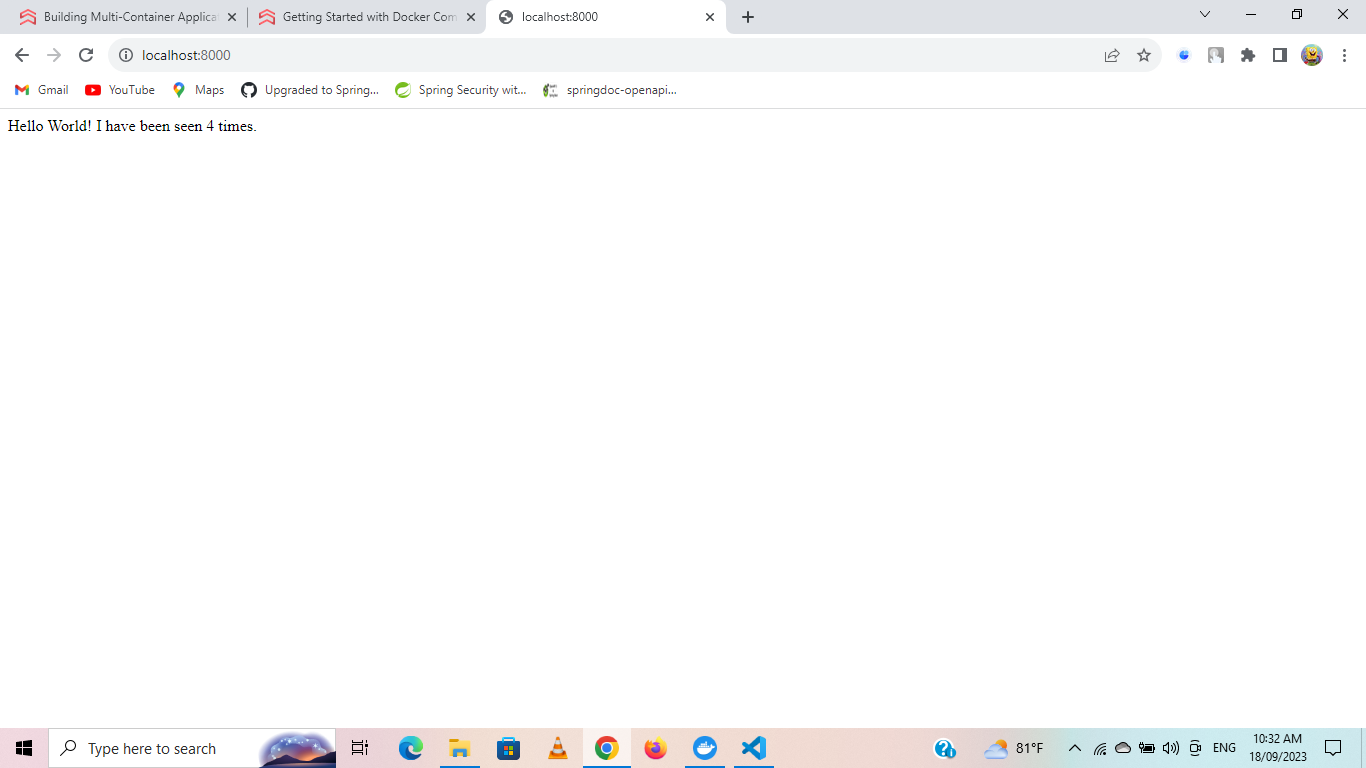 Building Multi-Container Applica
Getting Started with Docker Com
localhost:8000
localhost:8000
Gmail
YouTube
Maps
Upgraded to Spring...
Spring Security wit...
springdoc-openapi...
Hello World! I have been seen 4 times.
Type here to search
81°F
ENG
10:32 AM
18/09/2023